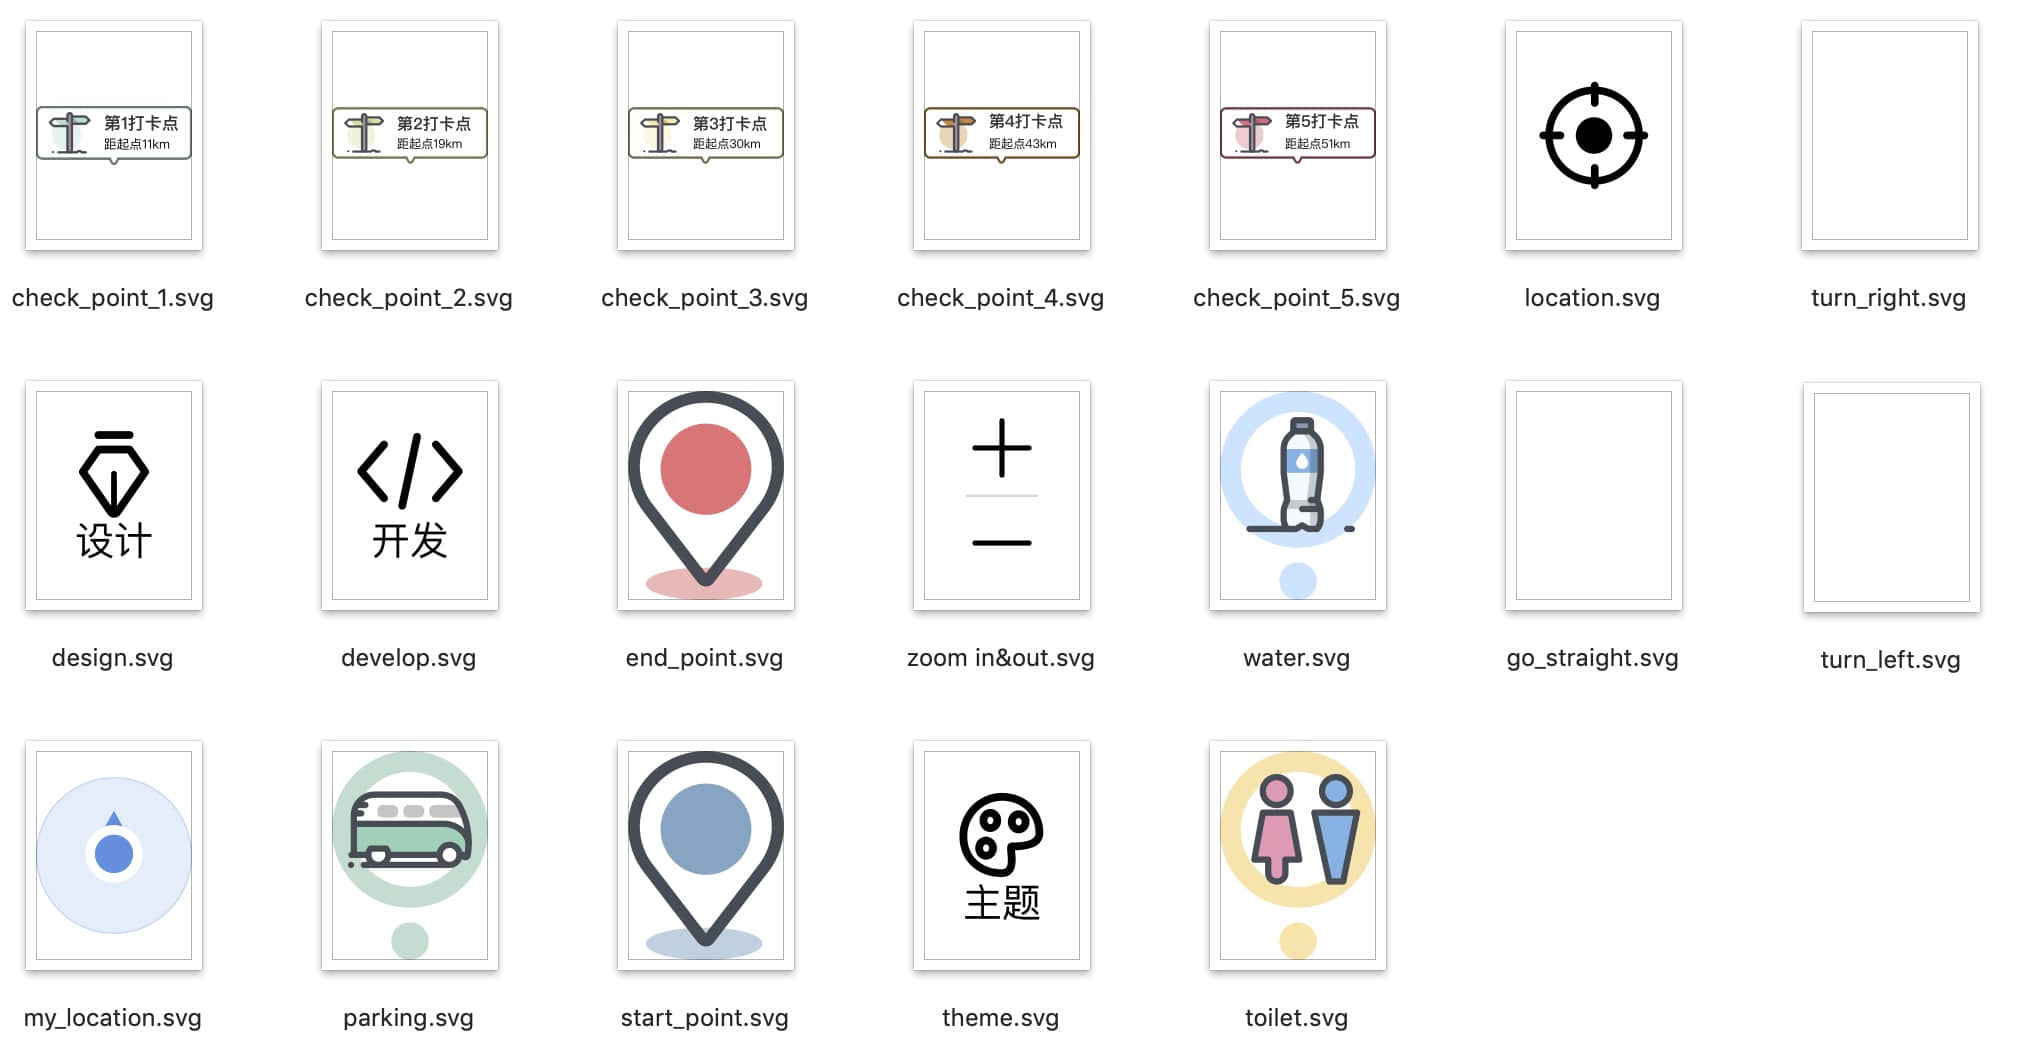 第1打卡点
距起点11km
第2打卡点
距起点19km
第3打卡点
距起点30km
第4打卡点
距起点43km
第5打卡点
距起点51km
check_point_1.svg
check_point_2.svg
check_point_3.svg
check_point_4.svg
check_point_5.svg
location.svg
turn_right.svg
设计
开发
design.svg
develop.svg
end_point.svg
zoom in&out.svg
water.svg
go_straight.svg
turn_left.svg
主题
my_location.svg
parking.svg
start_point.svg
theme.svg
toilet.svg